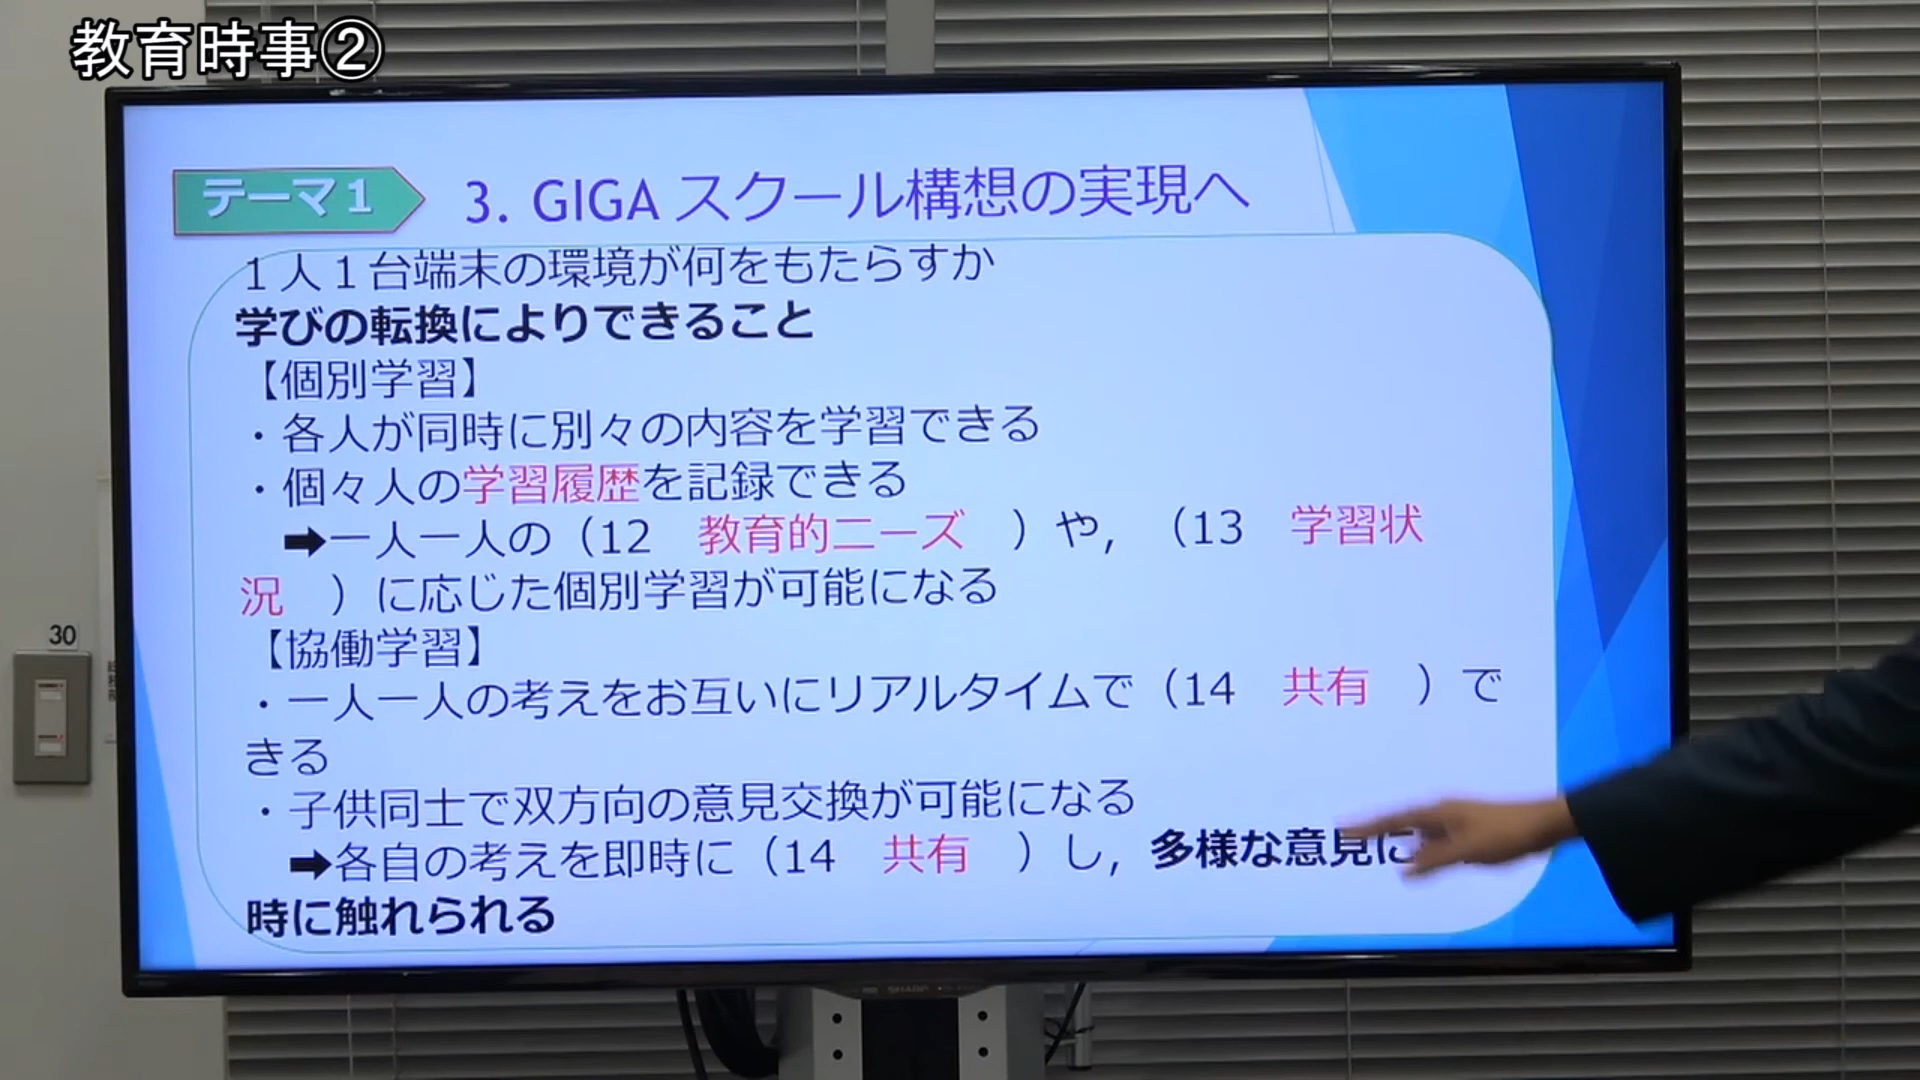 教育時事②
テーマ１ 3. GIGAスクール構想の実現へ
１人１台端末の環境が何をもたらすか
学びの転換によりできること
【個別学習】
・各人が同時に別々の内容を学習できる
・個々人の学習履歴を記録できる
➡一人一人の（12　教育的ニーズ　）や，（13　学習状
況　）に応じた個別学習が可能になる
【協働学習】
・一人一人の考えをお互いにリアルタイムで（14　共有　）で
きる
・子供同士で双方向の意見交換が可能になる
➡各自の考えを即時に（14　共有　）し，多様な意見に
時に触れられる
30
SHARP